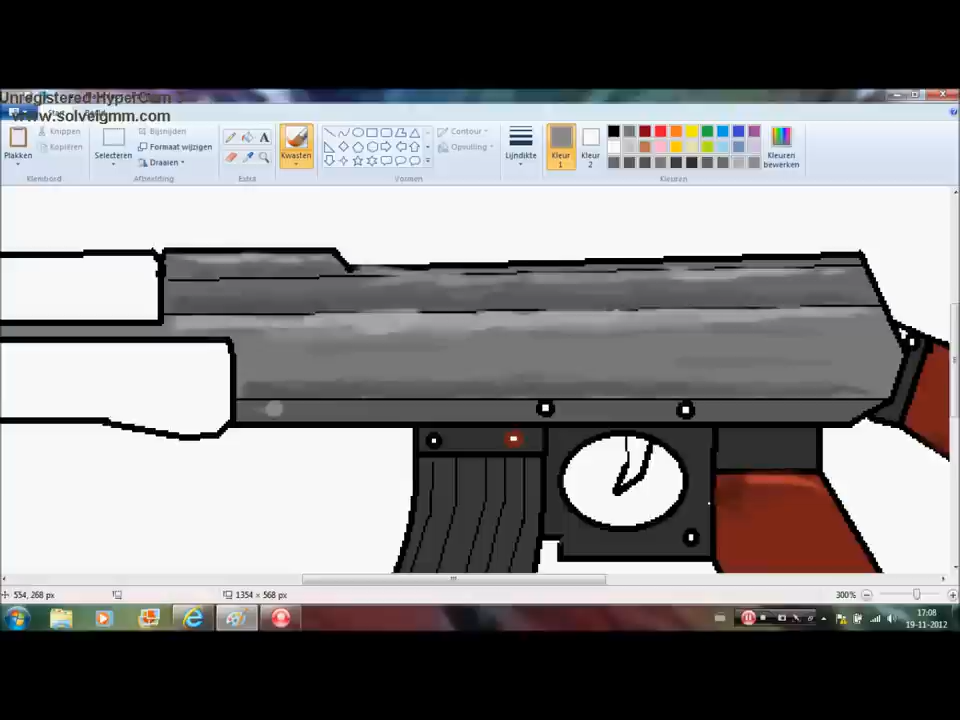 Unregistered HyperCam
www.solveigmm.com
Plakken
Knippen
Kopiëren
Klembord
Selecteren
Bijsnijden
Formaat wijzigen
Draaien
Afbeelding
A
Extra
Kwasten
Contour
Opvulling
Vormen
Lijndikte
Kleur 1
Kleur 2
Kleuren bewerken
Kleuren
554, 268 px
1354 × 568 px
300%
17:08
19-11-2012